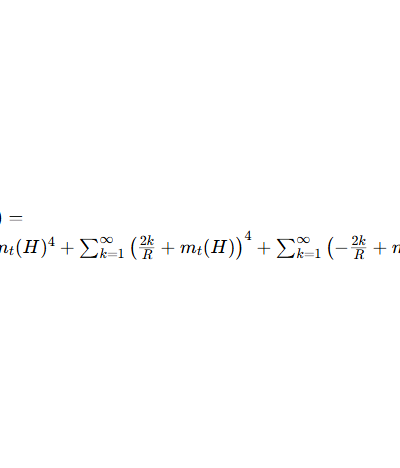 ) =
m_t(H)^4 + \sum_{k=1}^{\infty} \left( \frac{2k}{R} + m_t(H) \right)^4 + \sum_{k=1}^{\infty} \left( -\frac{2k}{R} +